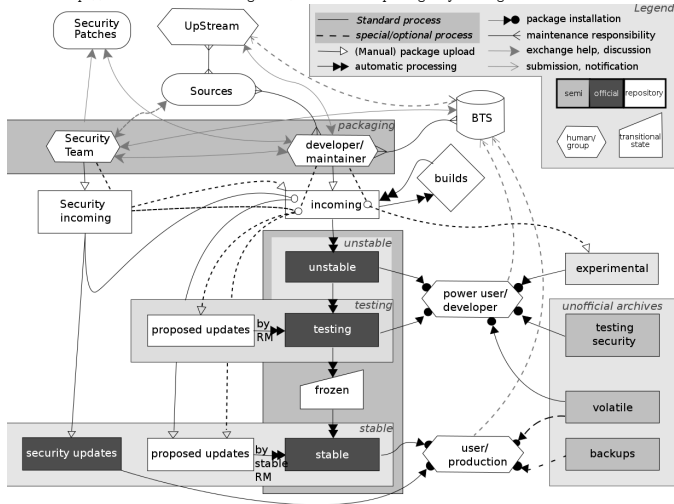 Legend
Standard process
special/optional process
(Manual) package upload
automatic processing
package installation
maintenance responsibility
exchange help, discussion
submission, notification
semi
official
repository
human/
group
transitional
state
Security
Patches
UpStream
Sources
BTS
packaging
Security
Team
developer/
maintainer
builds
Security
incoming
incoming
unstable
unstable
experimental
power user/
developer
testing
proposed updates
by
RM
testing
unofficial archives
testing
security
frozen
volatile
stable
security updates
proposed updates
by
stable
RM
stable
user/
production
backups